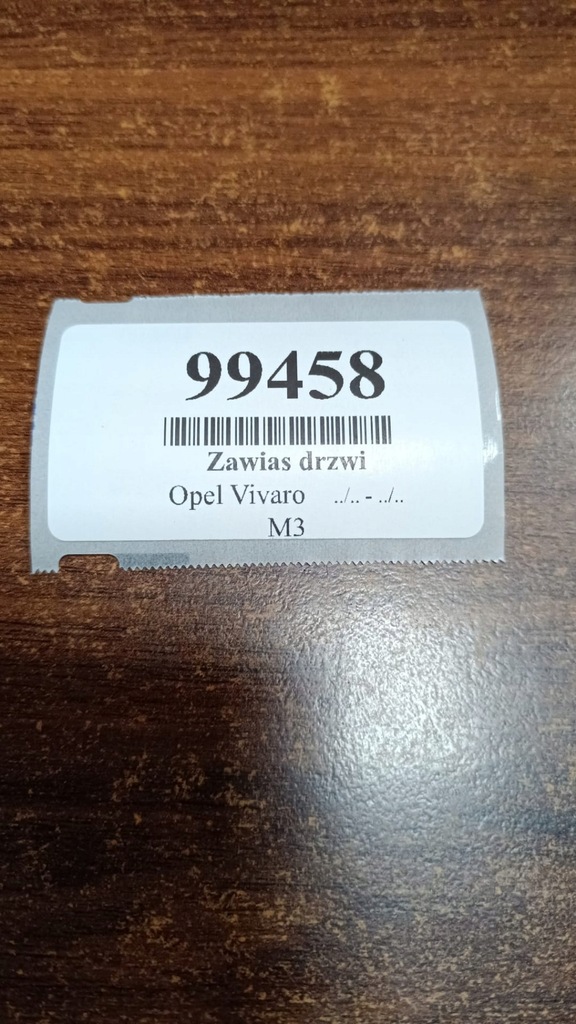 99458
Zawias drzwi
Opel Vivaro ../.. - ../..
M3